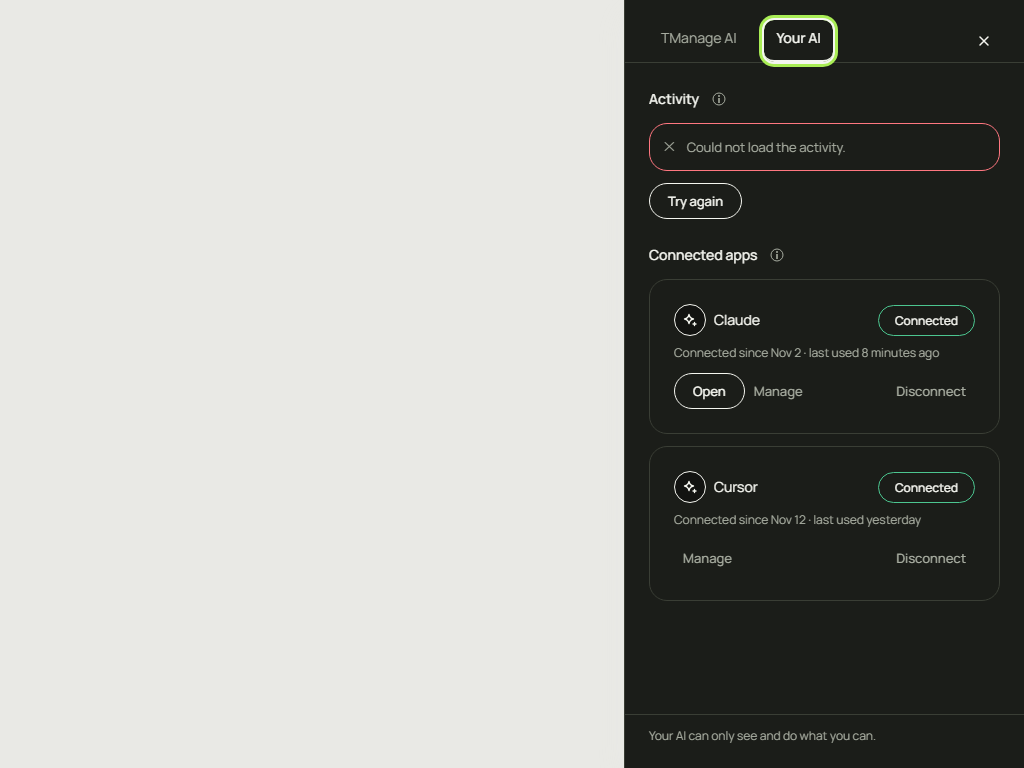 TManage AI
Your AI
Activity
Could not load the activity.
Try again
Connected apps
Claude
Connected
Connected since Nov 2 · last used 8 minutes ago
Open
Manage
Disconnect
Cursor
Connected
Connected since Nov 12 · last used yesterday
Manage
Disconnect
Your AI can only see and do what you can.